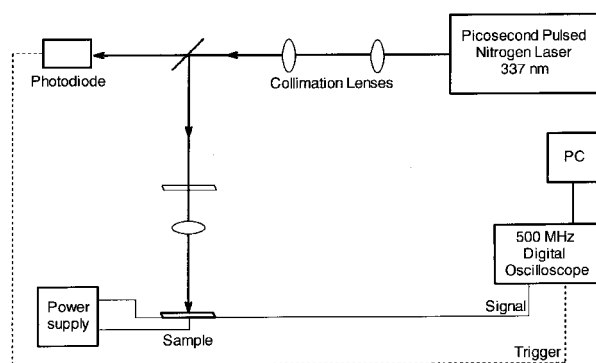 Picosecond Pulsed
Nitrogen Laser
337 nm
Photodiode
Collimation Lenses
PC
500 MHz
Digital
Oscilloscope
Power
supply
Sample
Signal
Trigger